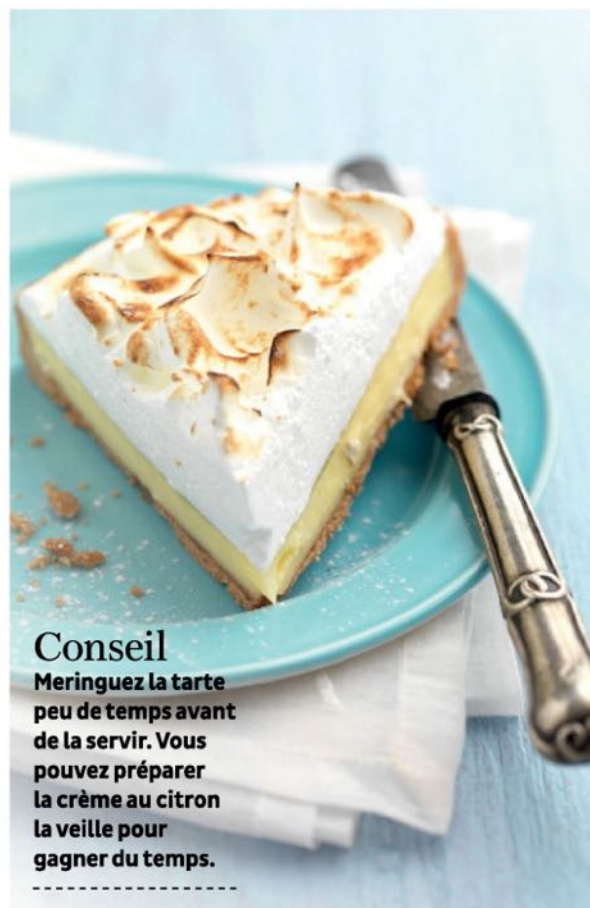 Conseil
Meringuez la tarte
peu de temps avant
de la servir. Vous
pouvez préparer
la crème au citron
la veille pour
gagner du temps.